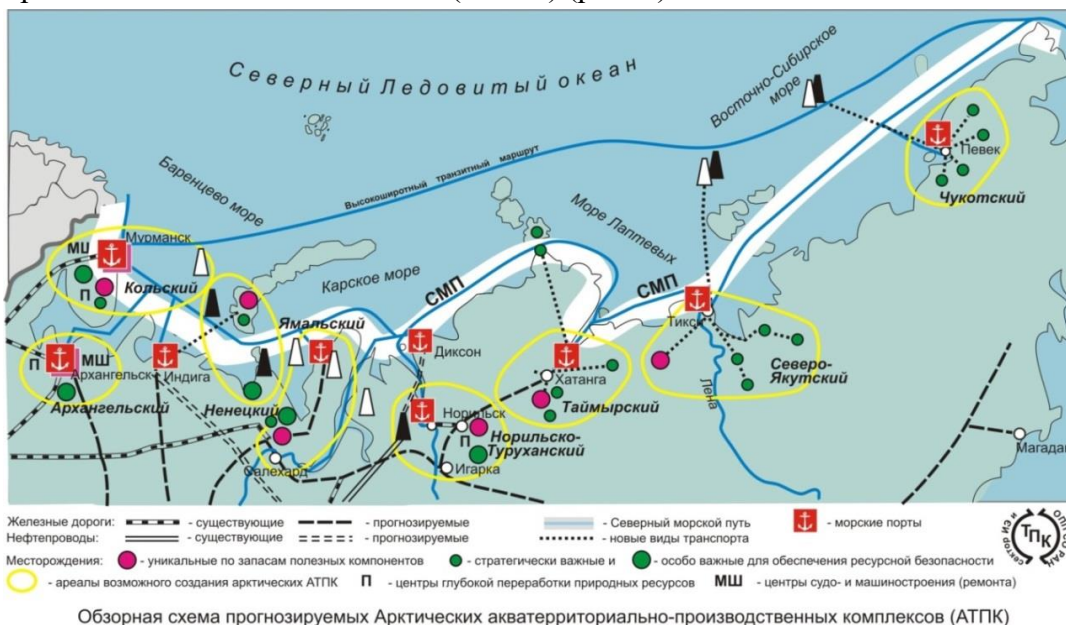 Северный Ледовитый океан
Восточно-Сибирское
море
Высокоширотный транзитный маршрут
Баренцево море
Карское море
Море Лаптевых
СМП
СМП
Певек
Чукотский
МШ
Мурманск
П
Кольский
П
МШ
Архангельск
Архангельский
Индига
Ненецкий
Ямальский
Салехард
Диксон
Норильск
П
Норильско-
Туруханский
Игарка
Хатанга
Таймырский
Тикси
Лена
Северо-
Якутский
Магадан
Железные дороги: - существующие - прогнозируемые - Северный морской путь - морские порты
Нефтепроводы: - существующие - прогнозируемые - новые виды транспорта
Месторождения: - уникальные по запасам полезных компонентов - стратегически важные и - особо важные для обеспечения ресурсной безопасности
- ареалы возможного создания арктических АТПК П - центры глубокой переработки природных ресурсов МШ - центры судо- и машиностроения (ремонта)
ТПК
Обзорная схема прогнозируемых Арктических акватерриториально-производственных комплексов (АТПК)